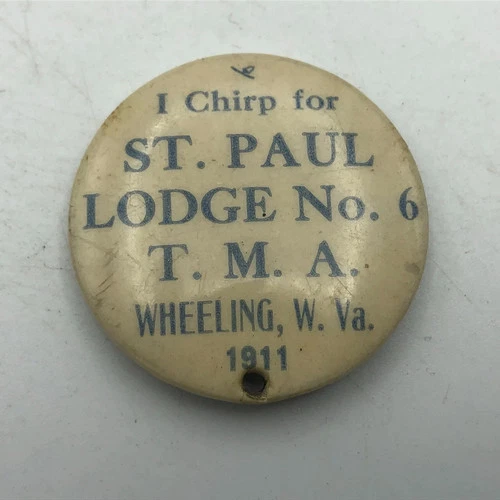 I Chirp for
ST. PAUL
LODGE No. 6
T. M. A.
WHEELING, W. Va.
1911